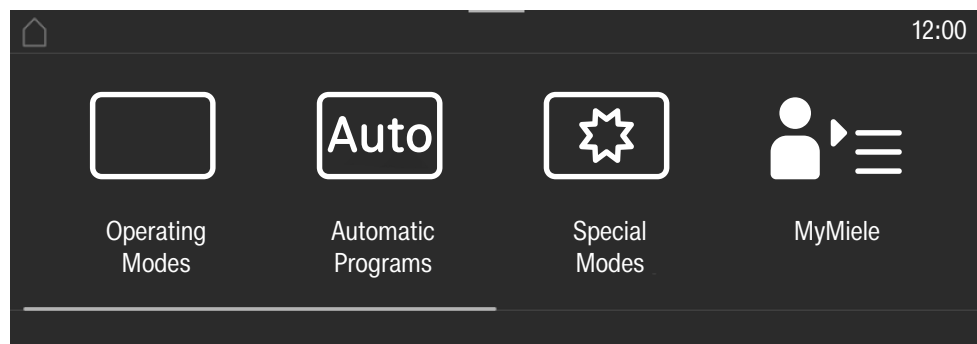 12:00
Auto
Operating
Modes
Automatic
Programs
Special
Modes
MyMiele